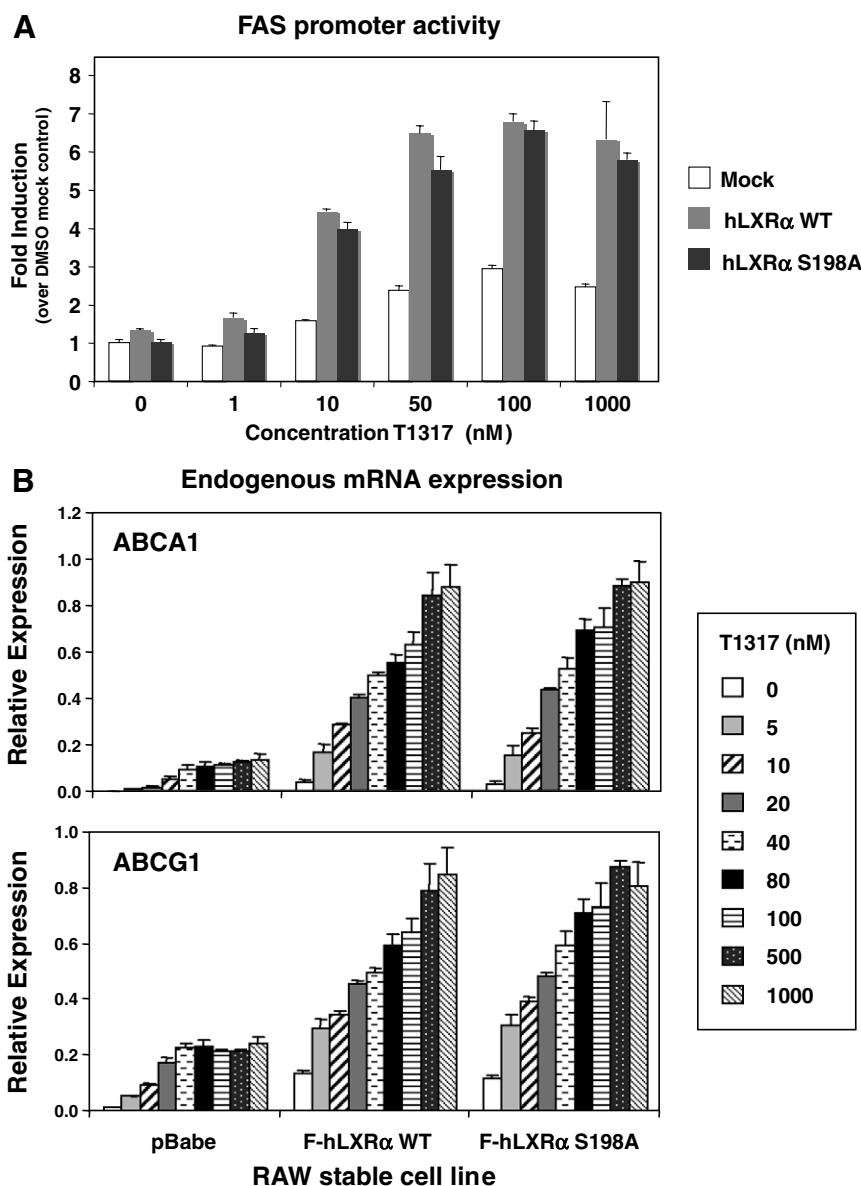 A
FAS promoter activity
Fold Induction
(over DMSO mock control)
8
7
6
5
4
3
2
1
0
0 1 10 50 100 1000
Concentration T1317 (nM)
Mock
hLXRα WT
hLXRα S198A
B
Endogenous mRNA expression
ABCA1
Relative Expression
1.2
1.0
0.8
0.6
0.4
0.2
0.0
ABCG1
Relative Expression
1.0
0.8
0.6
0.4
0.2
0.0
pBabe F-hLXRα WT F-hLXRα S198A
RAW stable cell line
T1317 (nM)
0
5
10
20
40
80
100
500
1000